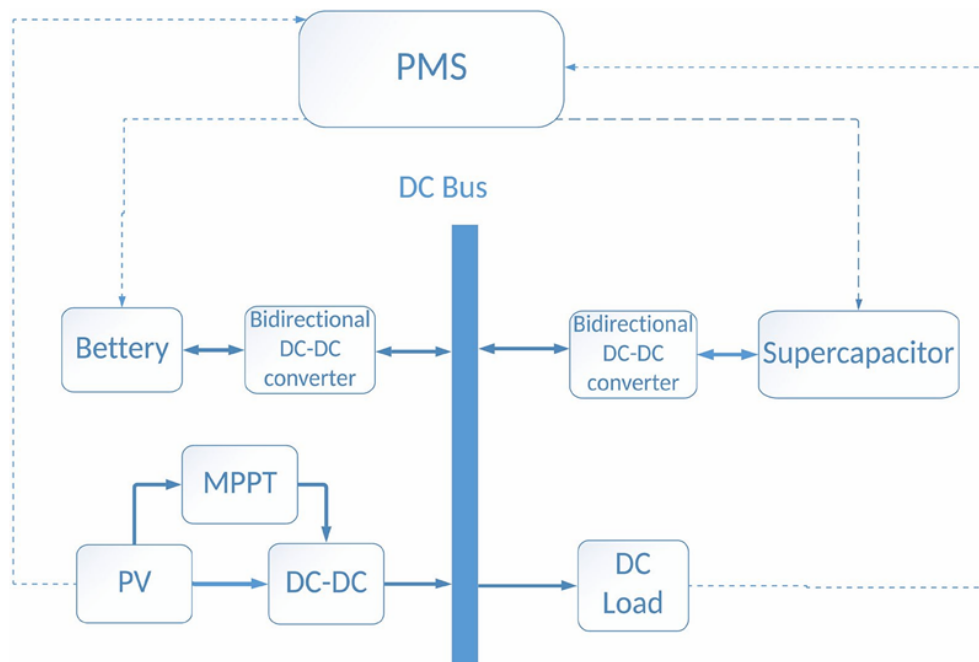 PMS
DC Bus
Bettery
Bidirectional
DC-DC
converter
Bidirectional
DC-DC
converter
Supercapacitor
MPPT
PV
DC-DC
DC
Load